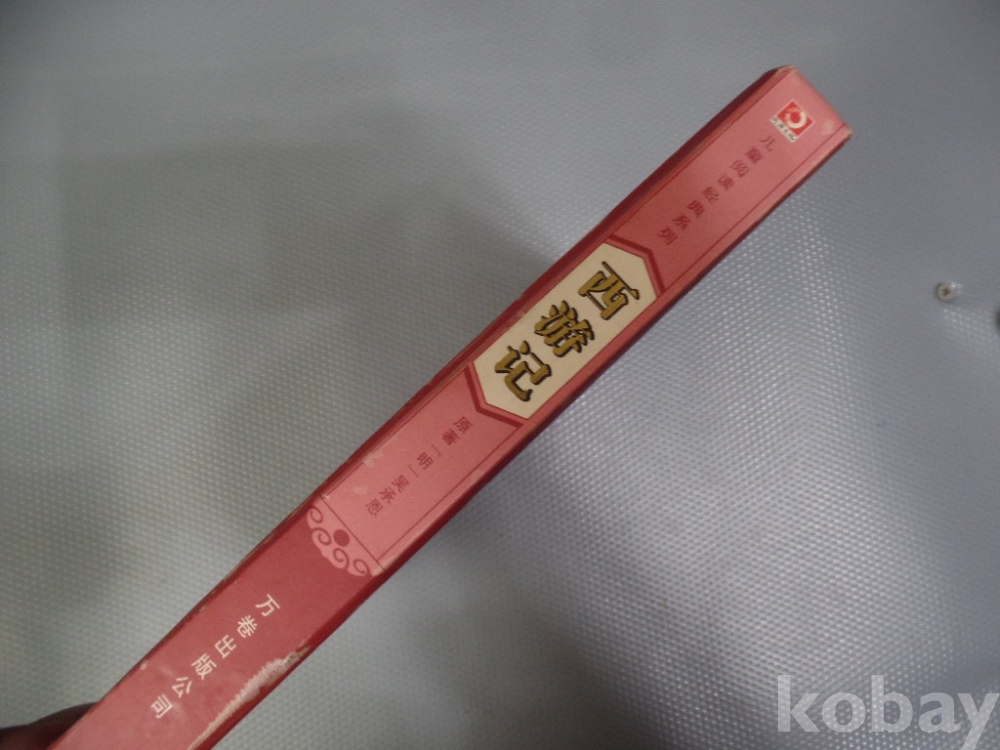 儿童阅读经典系列
西游记
原著「明」吴承恩
万卷出版公司
kobay